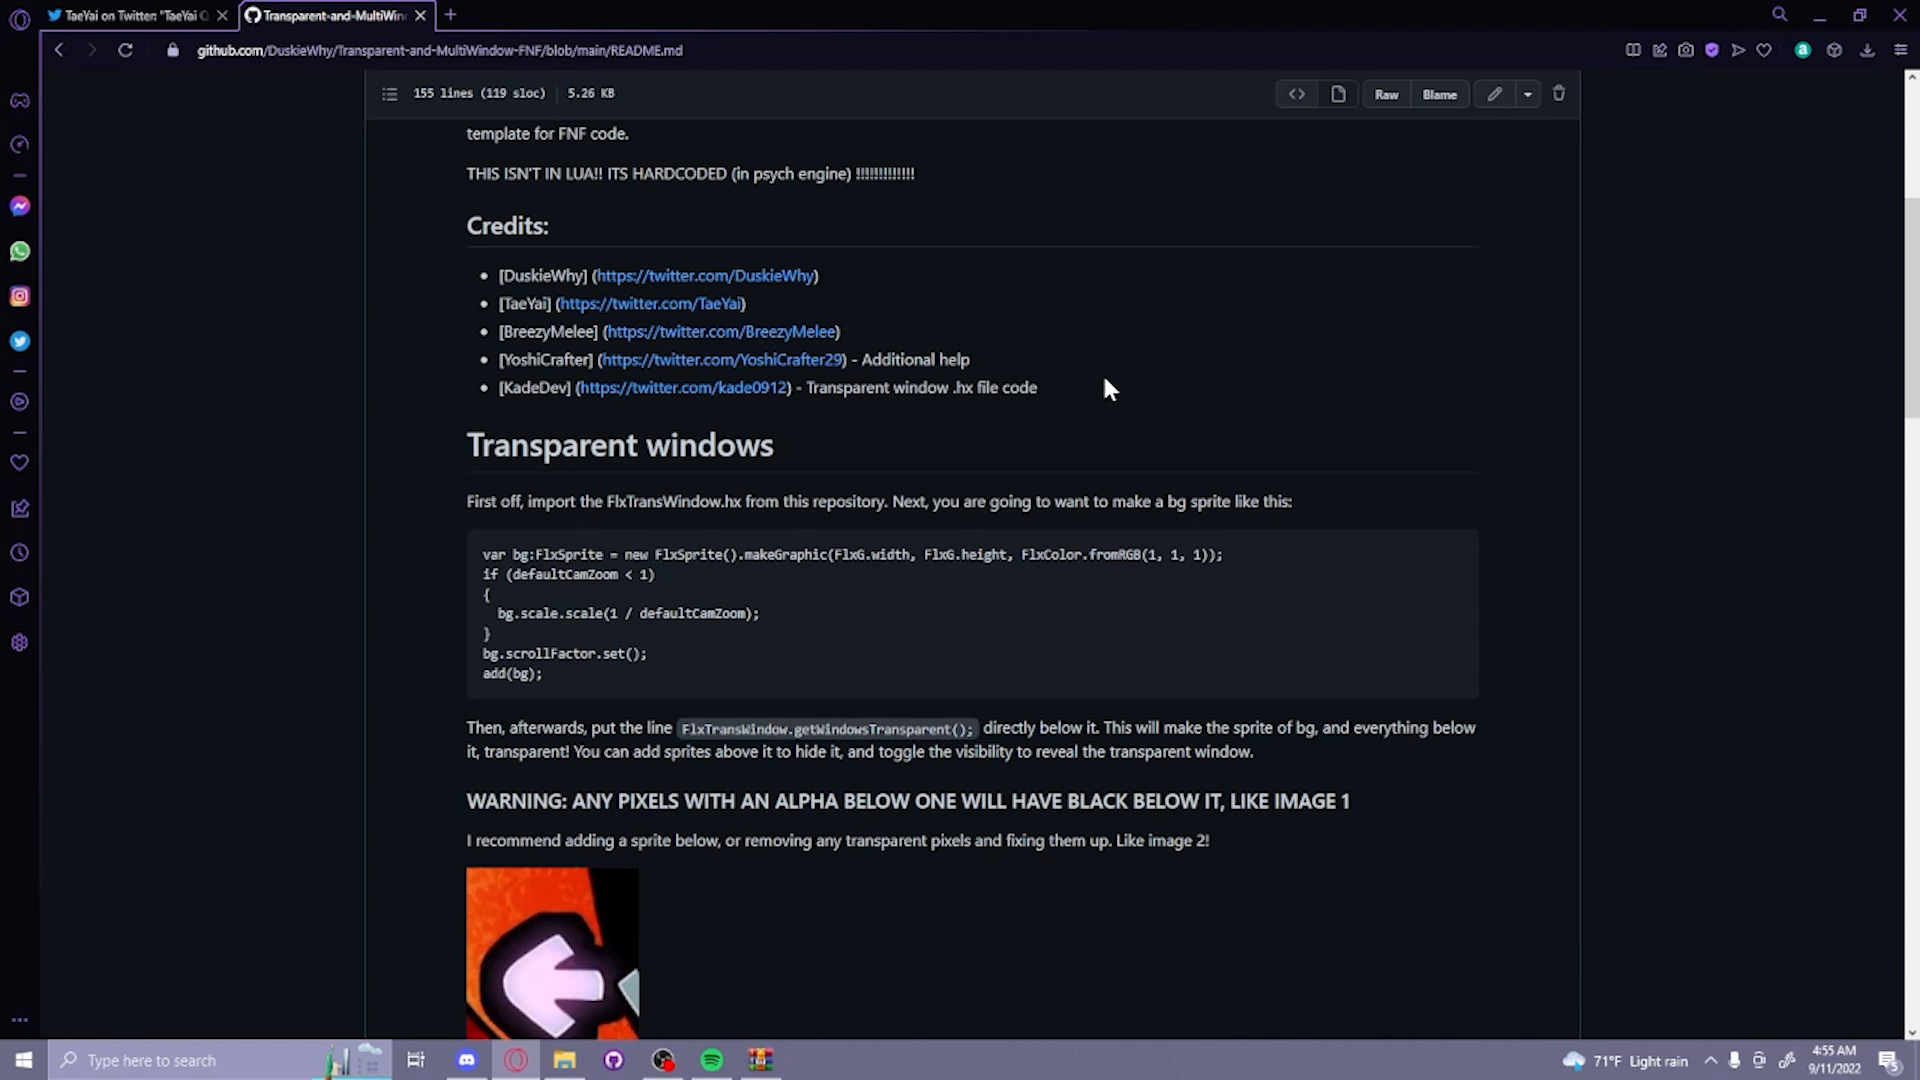 TaeYai on Twitter: "TaeYai Q
Transparent-and-MultiWin
github.com/DuskieWhy/Transparent-and-MultiWindow-FNF/blob/main/README.md
155 lines (119 sloc) 5.26 KB
Raw Blame
template for FNF code.
THIS ISN'T IN LUA!! ITS HARDCODED (in psych engine) !!!!!!!!!!!!!
Credits:
• [DuskieWhy] (https://twitter.com/DuskieWhy)
• [TaeYai] (https://twitter.com/TaeYai)
• [BreezyMelee] (https://twitter.com/BreezyMelee)
• [YoshiCrafter] (https://twitter.com/YoshiCrafter29) - Additional help
• [KadeDev] (https://twitter.com/kade0912) - Transparent window .hx file code
Transparent windows
First off, import the FlxTransWindow.hx from this repository. Next, you are going to want to make a bg sprite like this:
var bg:FlxSprite = new FlxSprite().makeGraphic(FlxG.width, FlxG.height, FlxColor.fromRGB(1, 1, 1));
if (defaultCamZoom < 1)
{
bg.scale.scale(1 / defaultCamZoom);
}
bg.scrollFactor.set();
add(bg);
Then, afterwards, put the line FlxTransWindow.getWindowsTransparent(); directly below it. This will make the sprite of bg, and everything below
it, transparent! You can add sprites above it to hide it, and toggle the visibility to reveal the transparent window.
WARNING: ANY PIXELS WITH AN ALPHA BELOW ONE WILL HAVE BLACK BELOW IT, LIKE IMAGE 1
I recommend adding a sprite below, or removing any transparent pixels and fixing them up. Like image 2!
Type here to search
71°F Light rain
4:55 AM
9/11/2022
5